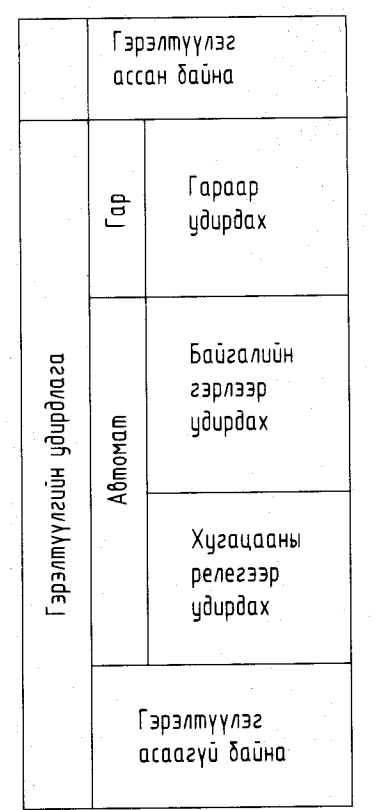 Гэрэлтүүлэг
ассан байна
Гэрэлтүүлгийн удирдлага
Гар
Гараар
удирдах
Автомат
Байгалийн
гэрлээр
удирдах
Хугацааны
релегээр
удирдах
Гэрэлтүүлэг
асаагүй байна